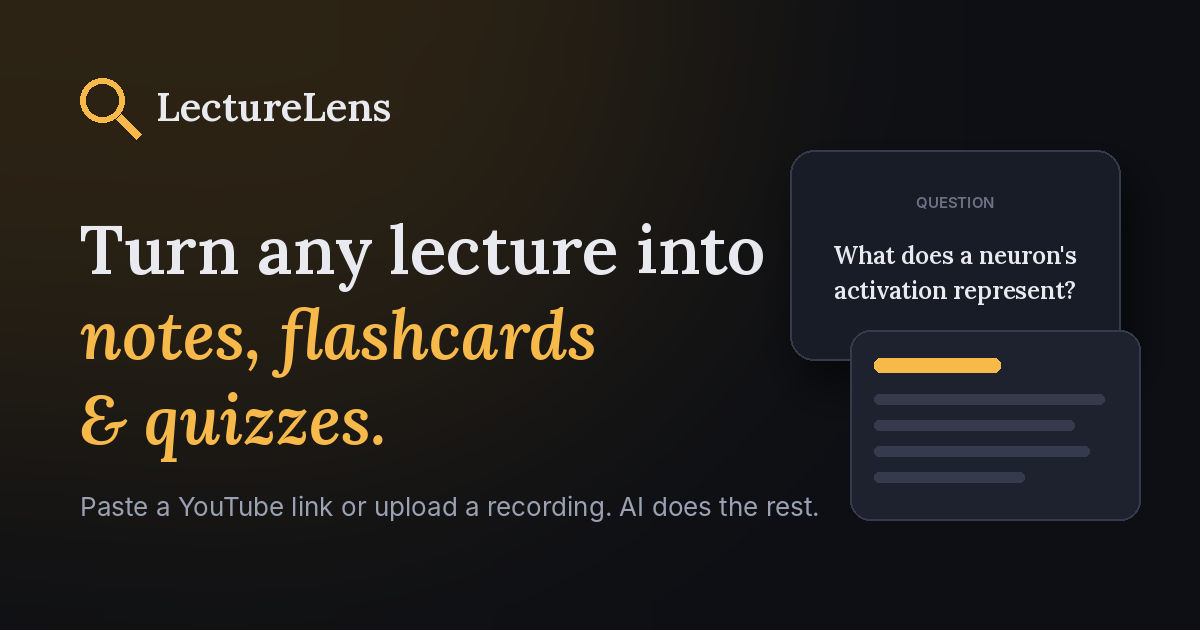 LectureLens
Turn any lecture into
notes, flashcards
& quizzes.
Paste a YouTube link or upload a recording. AI does the rest.
QUESTION
What does a neuron's
activation represent?